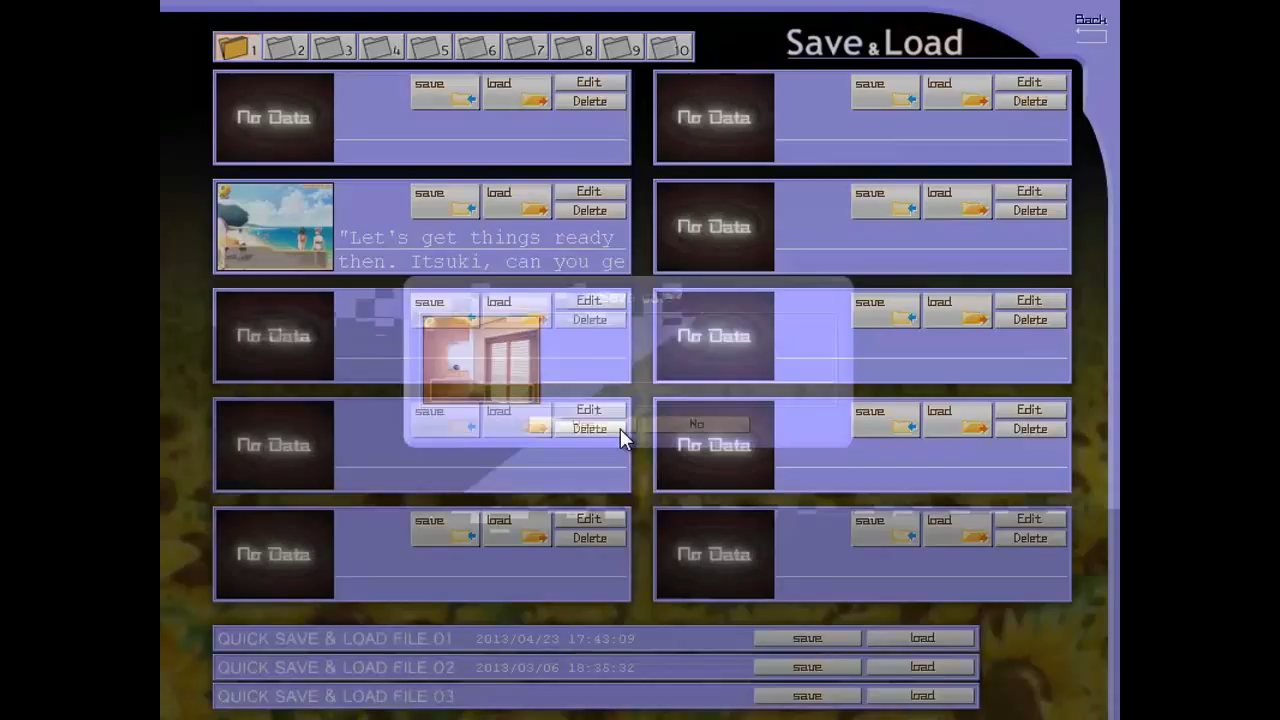 Back
1 2 3 4 5 6 7 8 9 10
Save & Load
No Data save load Edit Delete
No Data save load Edit Delete
save load Edit Delete
"Let's get things ready
then. Itsuki, can you ge
No Data save load Edit Delete
No Data save load Edit Delete
No Data save load Edit Delete
No Data save load Edit Delete
No
No Data save load Edit Delete
No Data save load Edit Delete
No Data save load Edit Delete
QUICK SAVE & LOAD FILE 01 2013/04/23 17:43:09 save load
QUICK SAVE & LOAD FILE 02 2013/03/06 18:35:32 save load
QUICK SAVE & LOAD FILE 03 save load